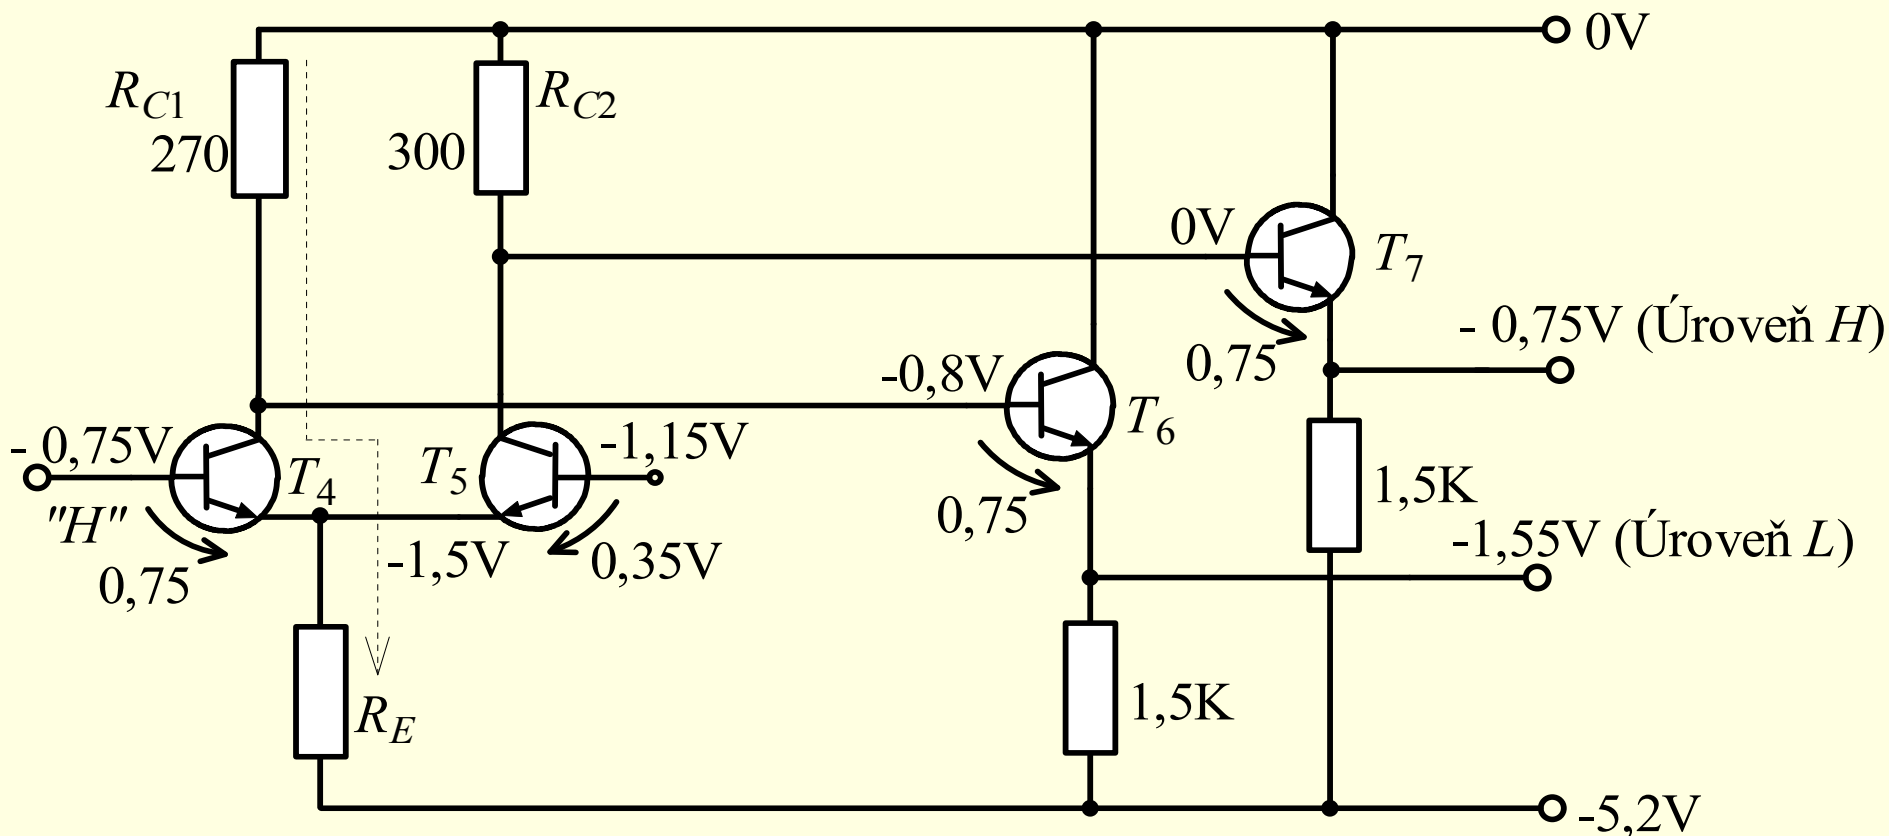 0V
R_C1
270
R_C2
300
0V
T_7
- 0,75V (Úroveň H)
0,75
-0,8V
T_6
0,75
- 0,75V
"H"
T_4
T_5
-1,15V
0,75
-1,5V
0,35V
1,5K
-1,55V (Úroveň L)
R_E
1,5K
-5,2V